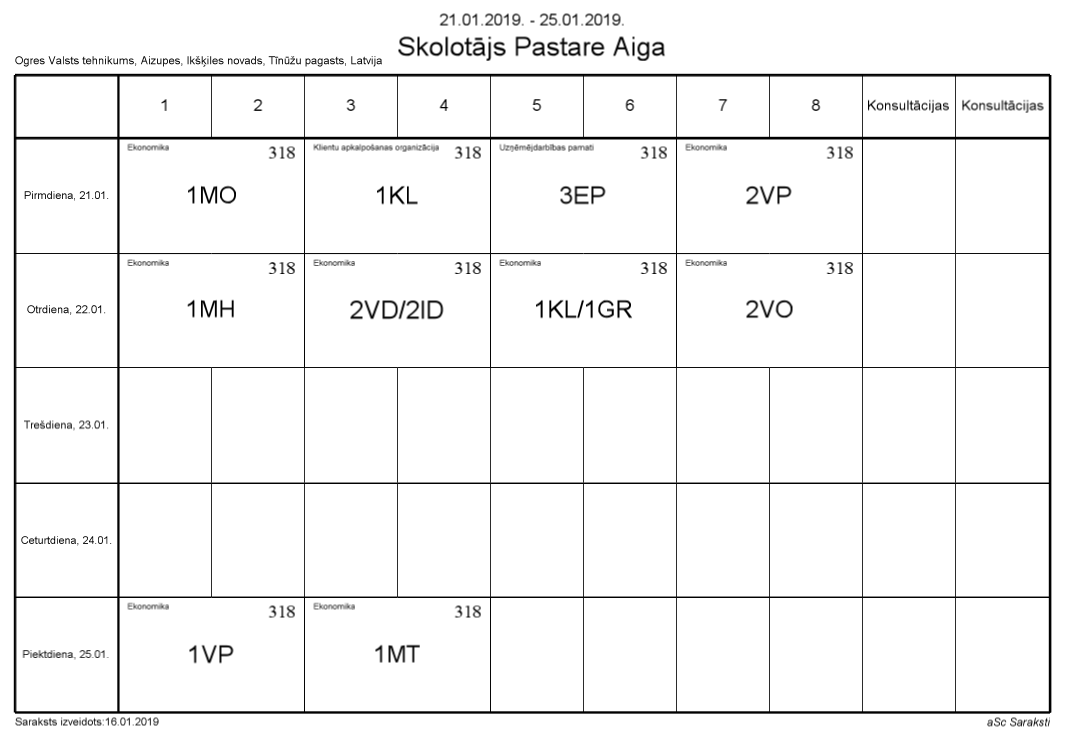 21.01.2019. - 25.01.2019.
Skolotājs Pastare Aiga
Ogres Valsts tehnikums, Aizupes, Ikšķiles novads, Tīnūžu pagasts, Latvija
1 2 3 4 5 6 7 8 Konsultācijas Konsultācijas
Ekonomika 318 Klientu apkalpošanas organizācija 318 Uzņēmējdarbības pamati 318 Ekonomika 318
Pirmdiena, 21.01. 1MO 1KL 3EP 2VP
Ekonomika 318 Ekonomika 318 Ekonomika 318 Ekonomika 318
Otrdiena, 22.01. 1MH 2VD/2ID 1KL/1GR 2VO
Trešdiena, 23.01.
Ceturtdiena, 24.01.
Ekonomika 318 Ekonomika 318
Piektdiena, 25.01. 1VP 1MT
Saraksts izveidots:16.01.2019 aSc Saraksti